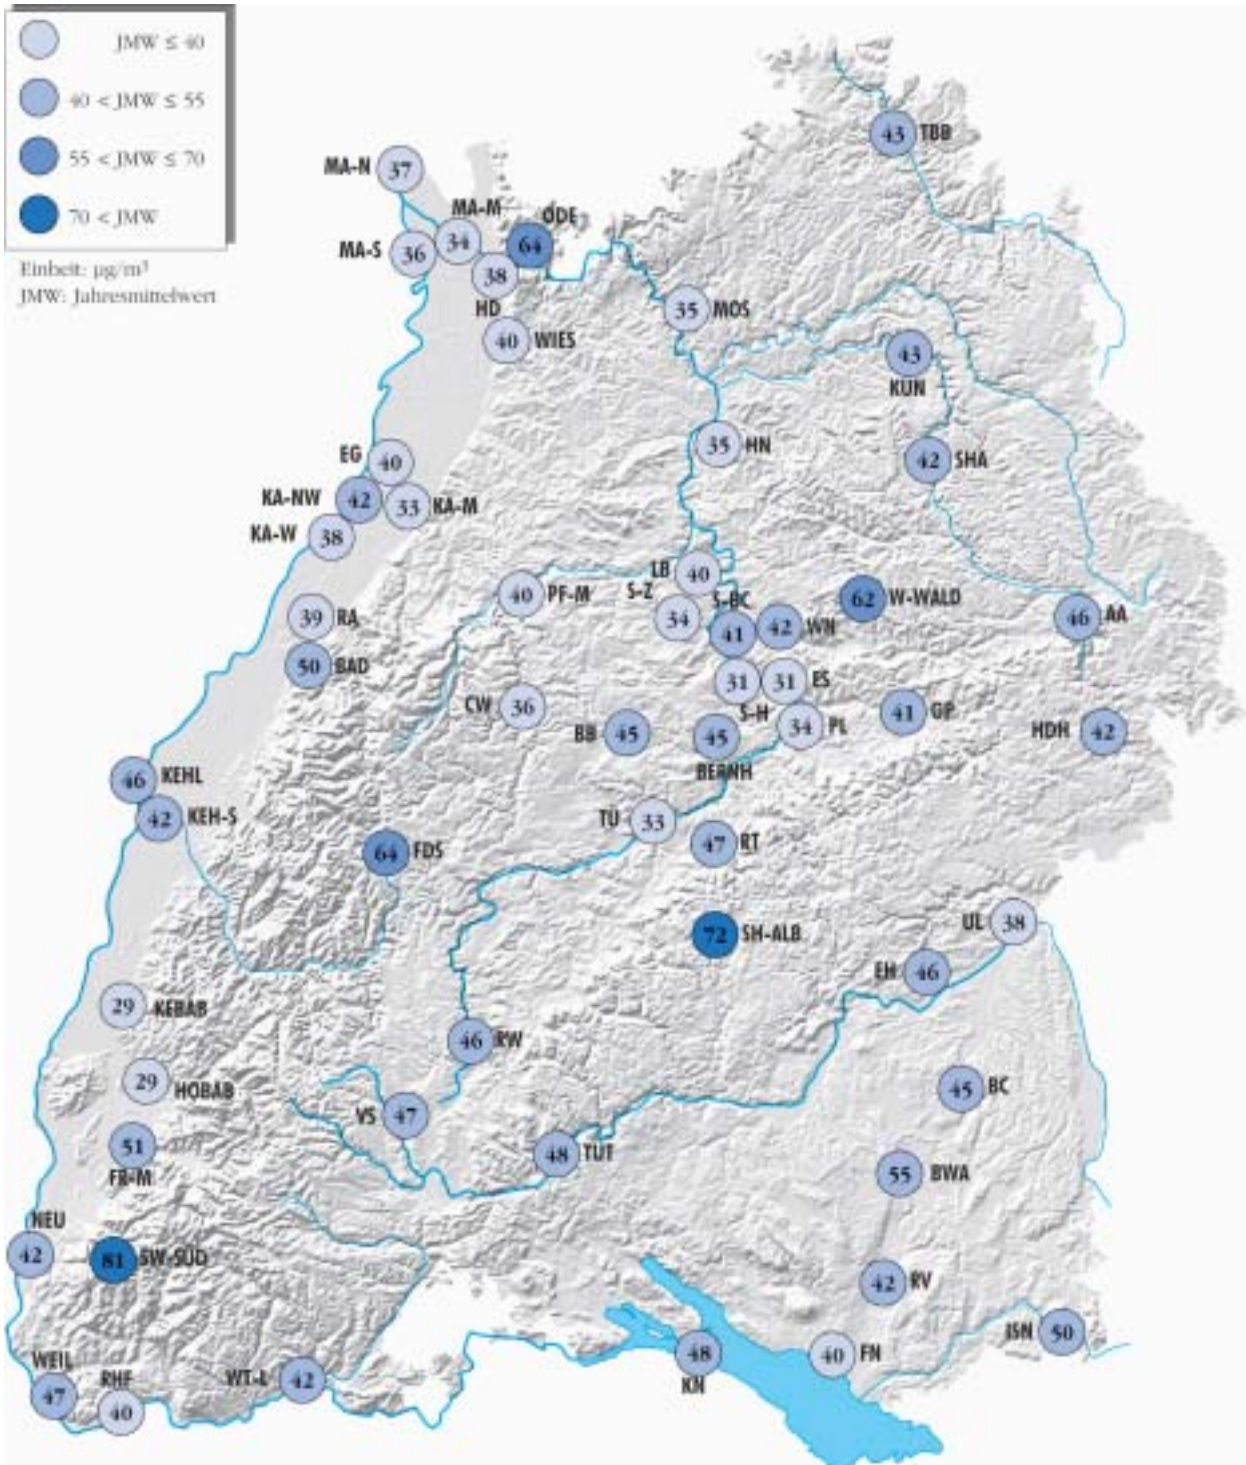 JMW ≤ 40
40 < JMW ≤ 55
55 < JMW ≤ 70
70 < JMW
Einheit: µg/m³
JMW: Jahresmittelwert
43 TBB
MA-N 37
MA-M
34
ODE
64
MA-S 36
38
HD
35 MOS
40 WIES
43
KÜN
35 HN
42 SHA
EG 40
KA-NW 42
33 KA-M
KA-W 38
LB 40
40 PF-M
S-Z
34
S-BC
41
42 WN
62 W-WALD
46 AA
39 RA
50 BAD
31
S-H
31 ES
CW 36
BB 45
45
BERNH
34 PL
41 GP
HDH 42
46 KEHL
42 KEH-S
TÜ 33
47 RT
64 FDS
72 SH-ALB
UL 38
EH 46
29 KEBAB
46 RW
29 HOBAB
45 BC
VS 47
51
FR-M
48 TUT
55 BWA
NEU
42
81 SW-SÜD
42 RV
ISN 50
48
KN
40 FN
WEIL
47
RHF
40
WT-L 42